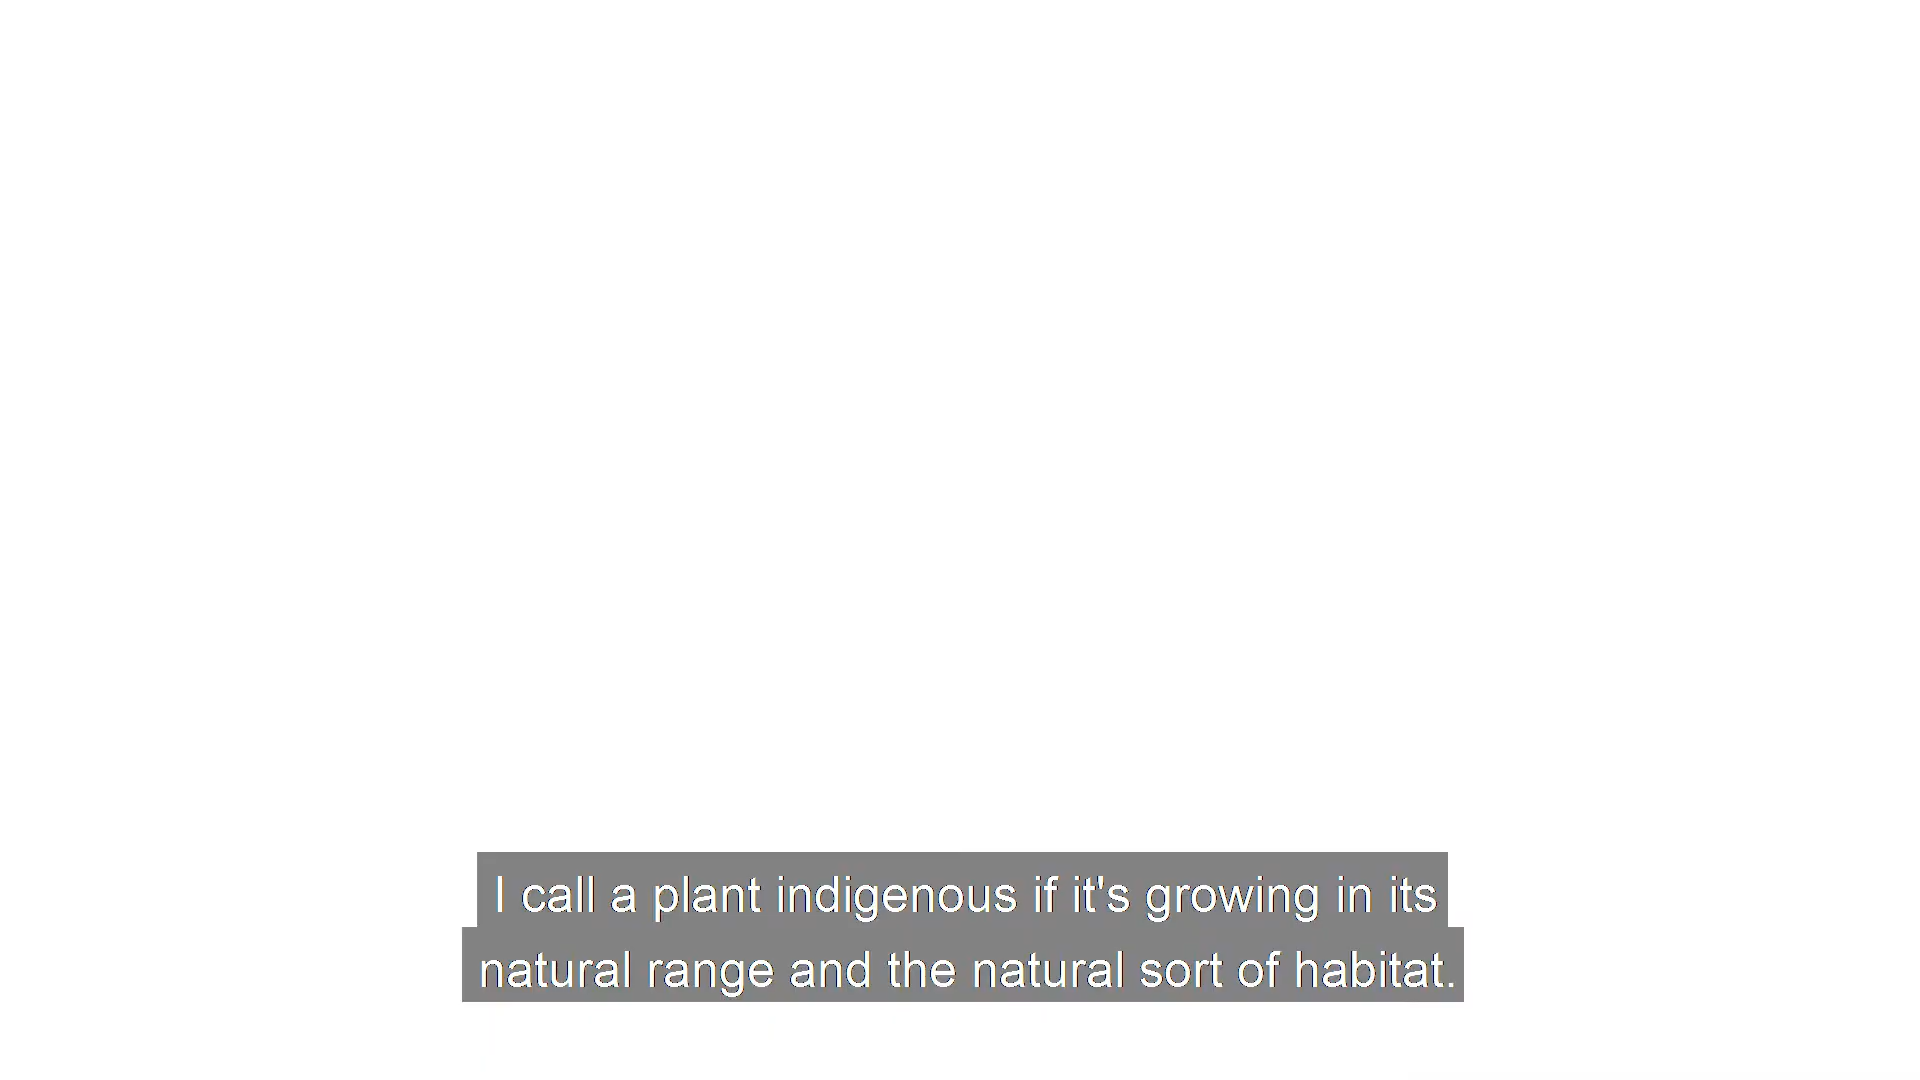 I call a plant indigenous if it's growing in its
natural range and the natural sort of habitat.